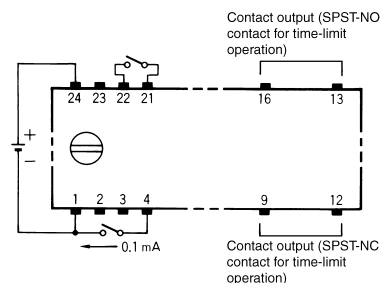 Contact output (SPST-NO
contact for time-limit
operation)
24 23 22 21 16 13
+
−
1 2 3 4 9 12
0.1 mA
Contact output (SPST-NC
contact for time-limit
operation)